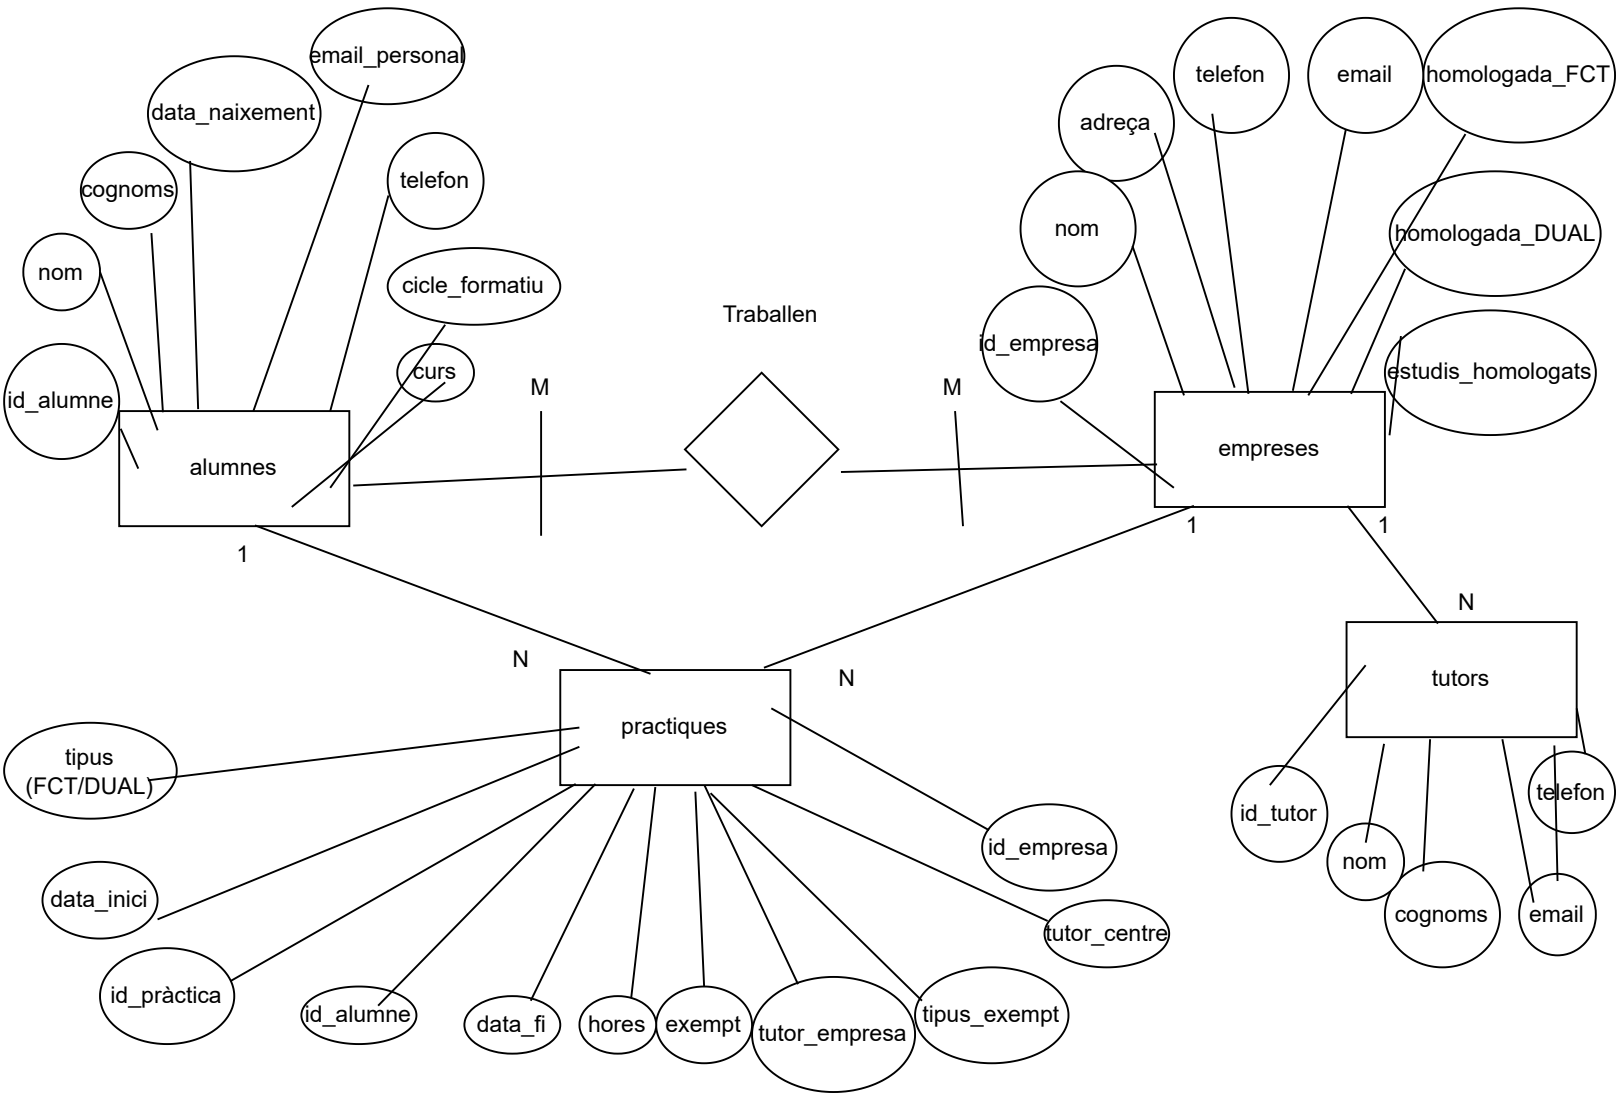 email_personal
data_naixement
cognoms
telefon
nom
cicle_formatiu
curs
id_alumne
alumnes
Traballen
M
M
telefon
email
homologada_FCT
adreça
nom
homologada_DUAL
id_empresa
estudis_homologats
empreses
1
1
1
N
N
N
practiques
tutors
tipus
(FCT/DUAL)
data_inici
id_pràctica
id_alumne
data_fi
hores
exempt
tutor_empresa
tipus_exempt
tutor_centre
id_empresa
id_tutor
nom
cognoms
email
telefon